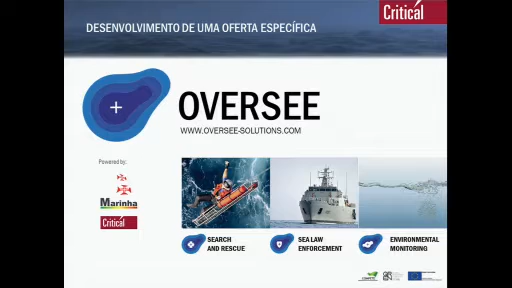 Critical
DESENVOLVIMENTO DE UMA OFERTA ESPECÍFICA
OVERSEE
WWW.OVERSEE-SOLUTIONS.COM
Powered by:
Marinha
Critical
SEARCH
AND RESCUE
SEA LAW
ENFORCEMENT
ENVIRONMENTAL
MONITORING